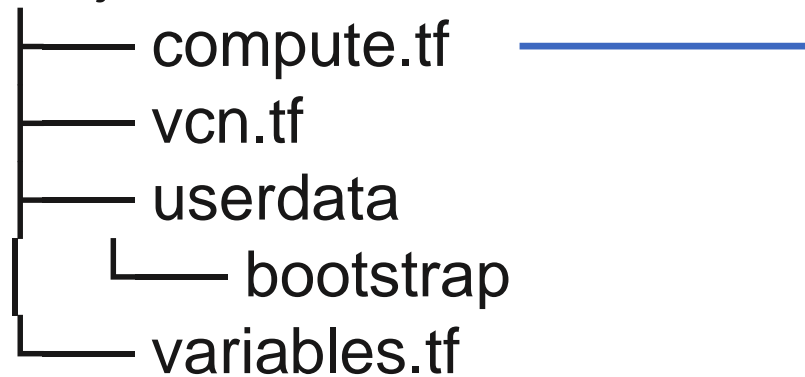 compute.tf
vcn.tf
userdata
bootstrap
variables.tf